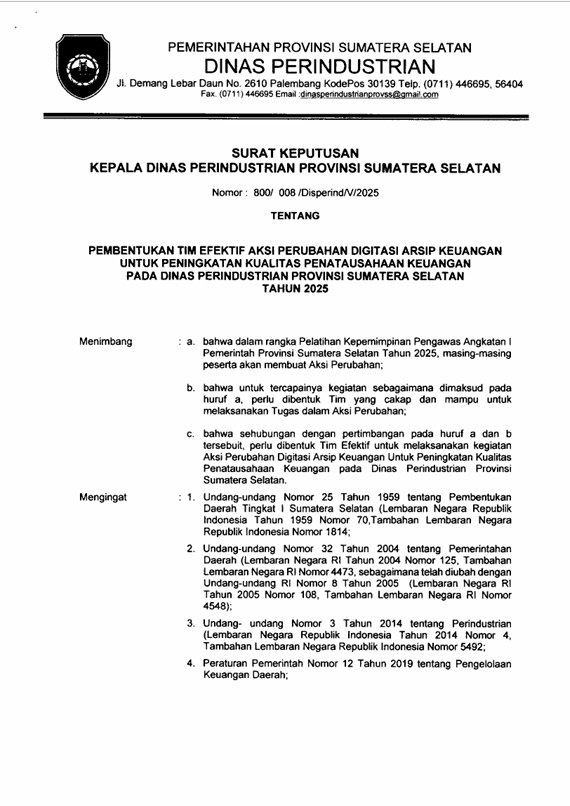 PEMERINTAHAN PROVINSI SUMATERA SELATAN
DINAS PERINDUSTRIAN
Jl. Demang Lebar Daun No. 2610 Palembang KodePos 30139 Telp. (0711) 446695, 56404
Fax. (0711) 446695 Email :dinasperindustrianprovss@gmail.com
SURAT KEPUTUSAN
KEPALA DINAS PERINDUSTRIAN PROVINSI SUMATERA SELATAN
Nomor : 800/ 008 /Disperind/V/2025
TENTANG
PEMBENTUKAN TIM EFEKTIF AKSI PERUBAHAN DIGITASI ARSIP KEUANGAN
UNTUK PENINGKATAN KUALITAS PENATAUSAHAAN KEUANGAN
PADA DINAS PERINDUSTRIAN PROVINSI SUMATERA SELATAN
TAHUN 2025
Menimbang : a. bahwa dalam rangka Pelatihan Kepemimpinan Pengawas Angkatan I
Pemerintah Provinsi Sumatera Selatan Tahun 2025, masing-masing
peserta akan membuat Aksi Perubahan;
b. bahwa untuk tercapainya kegiatan sebagaimana dimaksud pada
huruf a, perlu dibentuk Tim yang cakap dan mampu untuk
melaksanakan Tugas dalam Aksi Perubahan;
c. bahwa sehubungan dengan pertimbangan pada huruf a dan b
tersebuit, perlu dibentuk Tim Efektif untuk melaksanakan kegiatan
Aksi Perubahan Digitasi Arsip Keuangan Untuk Peningkatan Kualitas
Penatausahaan Keuangan pada Dinas Perindustrian Provinsi
Sumatera Selatan.
Mengingat : 1. Undang-undang Nomor 25 Tahun 1959 tentang Pembentukan
Daerah Tingkat I Sumatera Selatan (Lembaran Negara Republik
Indonesia Tahun 1959 Nomor 70,Tambahan Lembaran Negara
Republik Indonesia Nomor 1814;
2. Undang-undang Nomor 32 Tahun 2004 tentang Pemerintahan
Daerah (Lembaran Negara RI Tahun 2004 Nomor 125, Tambahan
Lembaran Negara RI Nomor 4473, sebagaimana telah diubah dengan
Undang-undang RI Nomor 8 Tahun 2005 (Lembaran Negara RI
Tahun 2005 Nomor 108, Tambahan Lembaran Negara RI Nomor
4548);
3. Undang- undang Nomor 3 Tahun 2014 tentang Perindustrian
(Lembaran Negara Republik Indonesia Tahun 2014 Nomor 4,
Tambahan Lembaran Negara Republik Indonesia Nomor 5492;
4. Peraturan Pemerintah Nomor 12 Tahun 2019 tentang Pengelolaan
Keuangan Daerah;